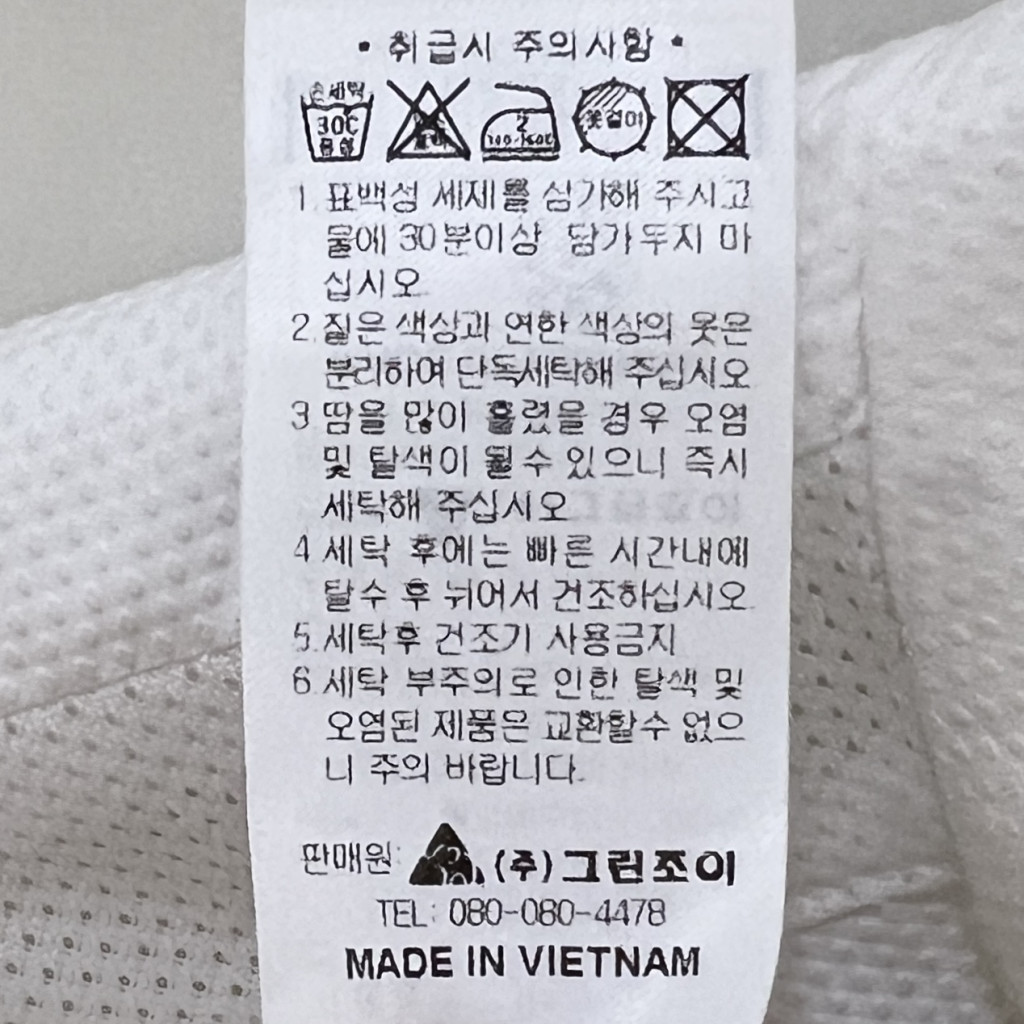 • 취급시 주의사항 •
손세탁 30℃ 중성 2 옷걸이
1. 표백성 세제를 삼가해 주시고
물에 30분이상 담가두지 마
십시오
2. 짙은 색상과 연한 색상의 옷은
분리하여 단독세탁해 주십시오
3 땀을 많이 흘렸을 경우 오염
및 탈색이 될수 있으니 즉시
세탁해 주십시오
4 세탁 후에는 빠른 시간내에
탈수 후 뉘어서 건조하십시오
5. 세탁후 건조기 사용금지
6. 세탁 부주의로 인한 탈색 및
오염된 제품은 교환할수 없으
니 주의 바랍니다.
판매원: (주)그린조이
TEL: 080-080-4478
MADE IN VIETNAM